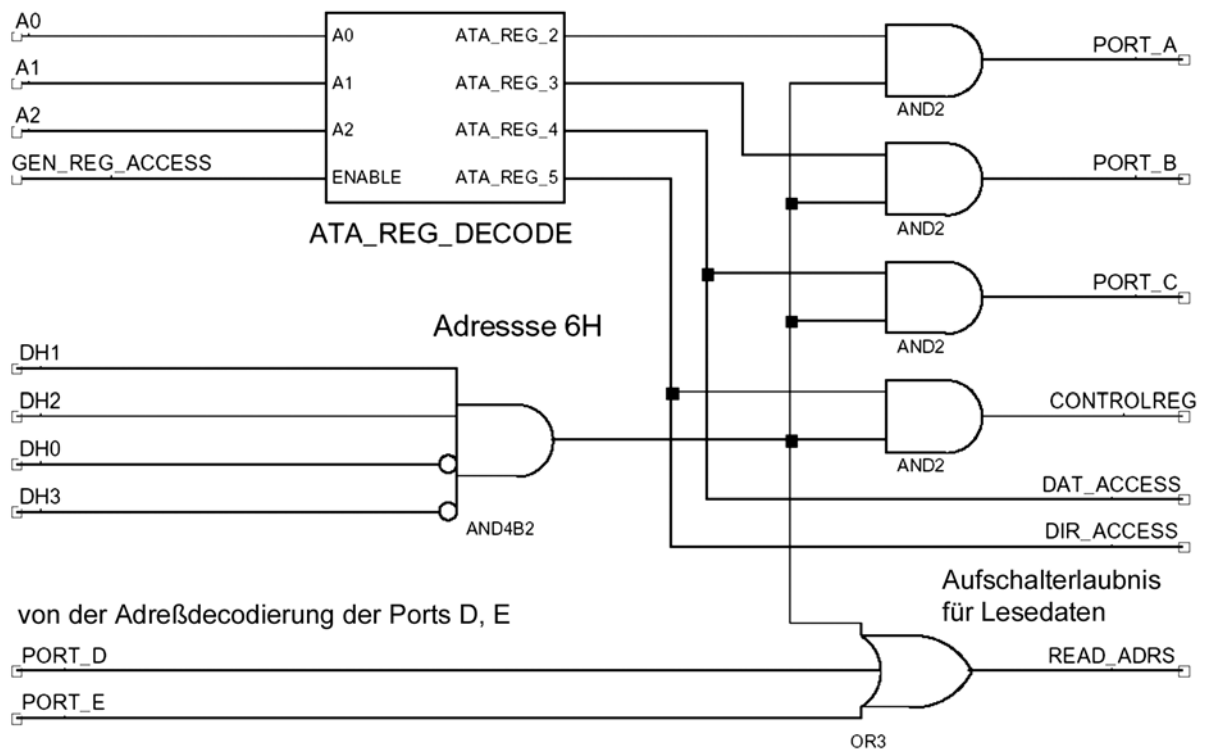 A0
A0
ATA_REG_2
PORT_A
A1
A1
ATA_REG_3
AND2
A2
A2
ATA_REG_4
GEN_REG_ACCESS
ENABLE
ATA_REG_5
PORT_B
ATA_REG_DECODE
AND2
PORT_C
Adressse 6H
AND2
DH1
DH2
CONTROLREG
DH0
AND2
DH3
DAT_ACCESS
AND4B2
DIR_ACCESS
Aufschalterlaubnis
für Lesedaten
von der Adreßdecodierung der Ports D, E
PORT_D
READ_ADRS
PORT_E
OR3